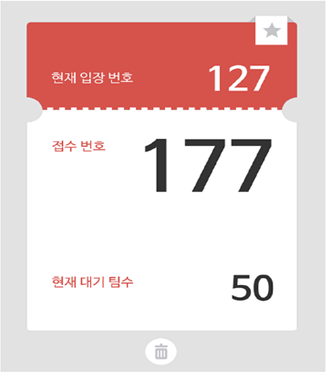 현재 입장 번호 127
접수 번호 177
현재 대기 팀수 50